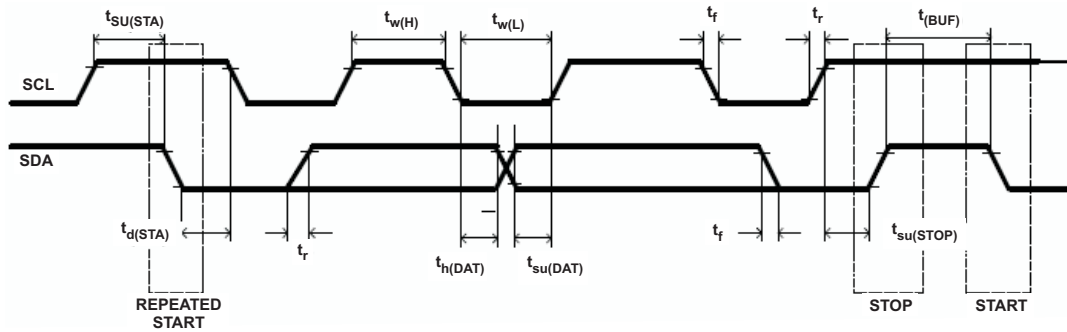 tSU(STA)
tw(H)
tw(L)
tf
tr
t(BUF)
SCL
SDA
td(STA)
tr
th(DAT)
tsu(DAT)
tf
tsu(STOP)
REPEATED
START
STOP
START